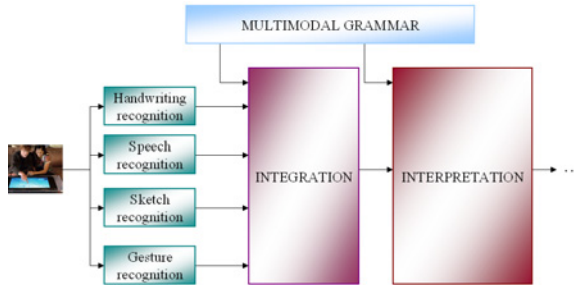 MULTIMODAL GRAMMAR
Handwriting
recognition
Speech
recognition
Sketch
recognition
Gesture
recognition
INTEGRATION
INTERPRETATION
..